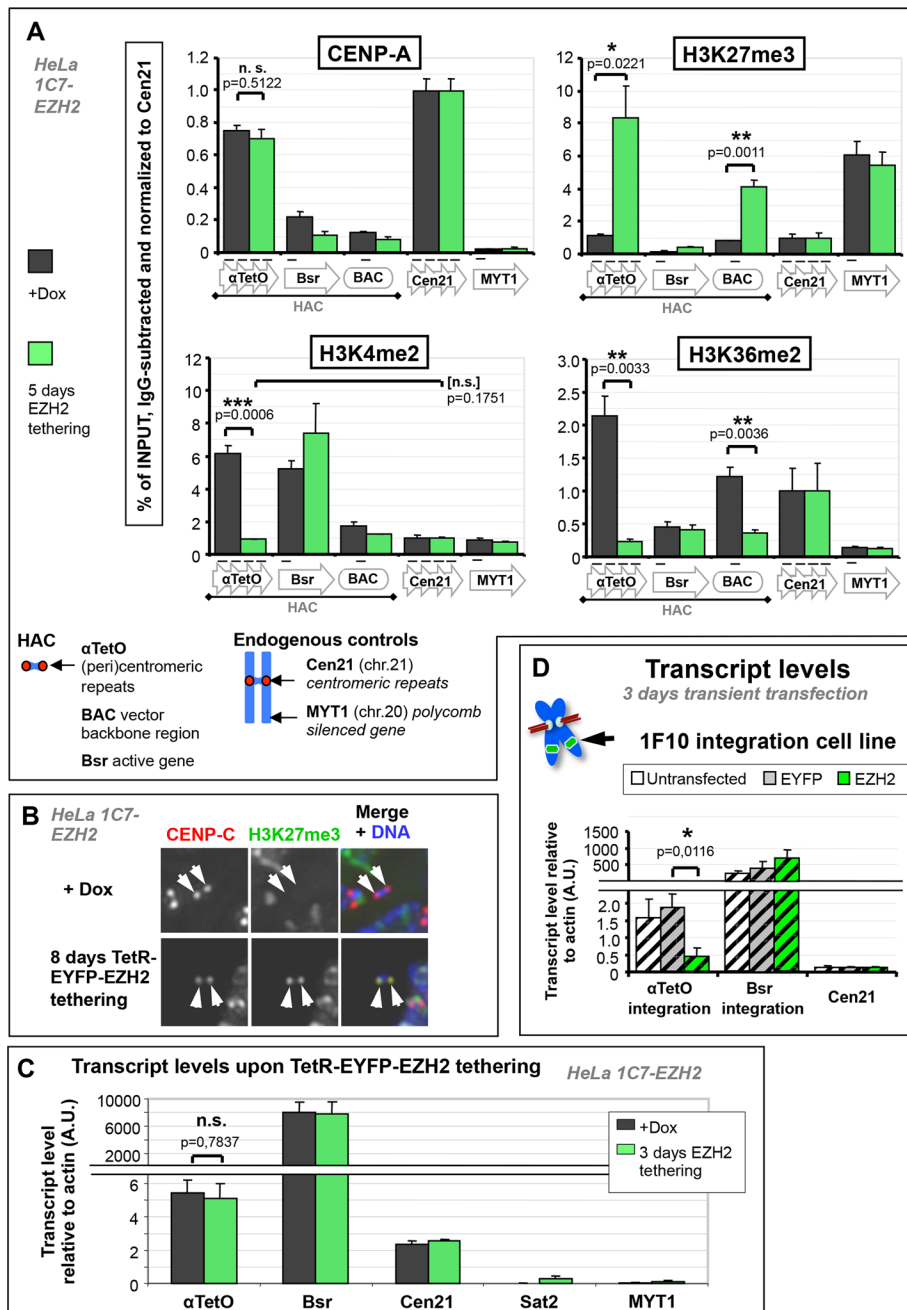 A
HeLa
1C7-
EZH2
+Dox
5 days
EZH2
tethering
% of INPUT, IgG-subtracted and normalized to Cen21
CENP-A
1.2
1.0
0.8
0.6
0.4
0.2
0
n. s.
p=0.5122
αTetO Bsr BAC Cen21 MYT1
HAC
H3K27me3
12
10
8
6
4
2
0
*
p=0.0221
**
p=0.0011
αTetO Bsr BAC Cen21 MYT1
HAC
H3K4me2
12
10
8
6
4
2
0
***
p=0.0006
[n.s.]
p=0.1751
αTetO Bsr BAC Cen21 MYT1
HAC
H3K36me2
3.0
2.5
2.0
1.5
1.0
0.5
0
**
p=0.0033
**
p=0.0036
αTetO Bsr BAC Cen21 MYT1
HAC
HAC
αTetO
(peri)centromeric
repeats
BAC vector
backbone region
Bsr active gene
Endogenous controls
Cen21 (chr.21)
centromeric repeats
MYT1 (chr.20) polycomb
silenced gene
B
HeLa 1C7-
EZH2
CENP-C H3K27me3
Merge
+ DNA
+ Dox
8 days TetR-
EYFP-EZH2
tethering
D
Transcript levels
3 days transient transfection
1F10 integration cell line
Untransfected EYFP EZH2
Transcript level relative
to actin (A.U.)
1500
1000
500
2.0
1.5
1.0
0.5
0
*
p=0,0116
αTetO
integration
Bsr
integration
Cen21
C
Transcript levels upon TetR-EYFP-EZH2 tethering
HeLa 1C7-EZH2
Transcript level
relative to actin (A.U.)
10000
8000
6000
4000
2000
6
4
2
0
n.s.
p=0,7837
+Dox
3 days EZH2
tethering
αTetO Bsr Cen21 Sat2 MYT1